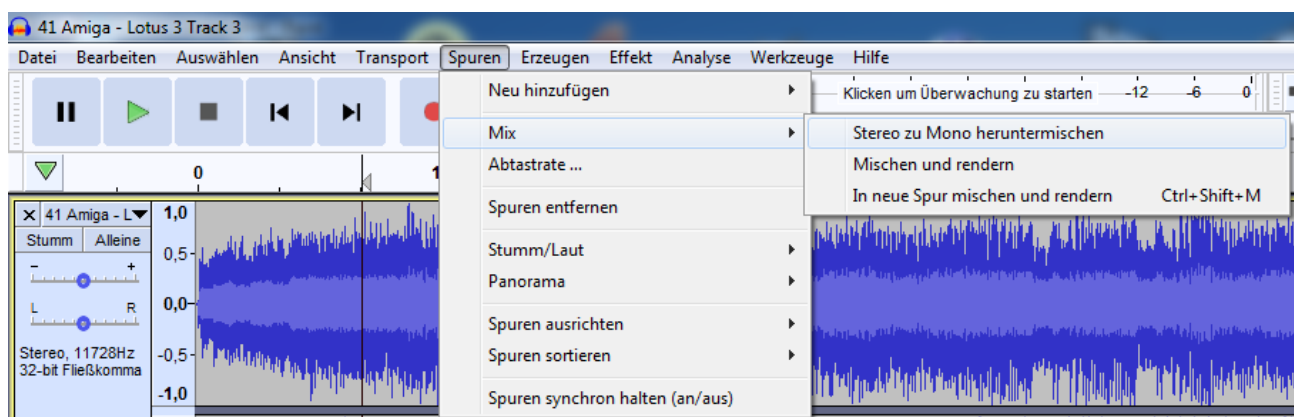 41 Amiga - Lotus 3 Track 3
Datei Bearbeiten Auswählen Ansicht Transport Spuren Erzeugen Effekt Analyse Werkzeuge Hilfe
Neu hinzufügen
Klicken um Überwachung zu starten -12 -6 0
Mix
Stereo zu Mono heruntermischen
Abtastrate ...
Mischen und rendern
0 1
In neue Spur mischen und rendern Ctrl+Shift+M
Spuren entfernen
Stumm/Laut
Panorama
Spuren ausrichten
Spuren sortieren
Spuren synchron halten (an/aus)
41 Amiga - L
1,0
Stumm Alleine
0,5
- +
L R
0,0
Stereo, 11728Hz
32-bit Fließkomma
-0,5
-1,0